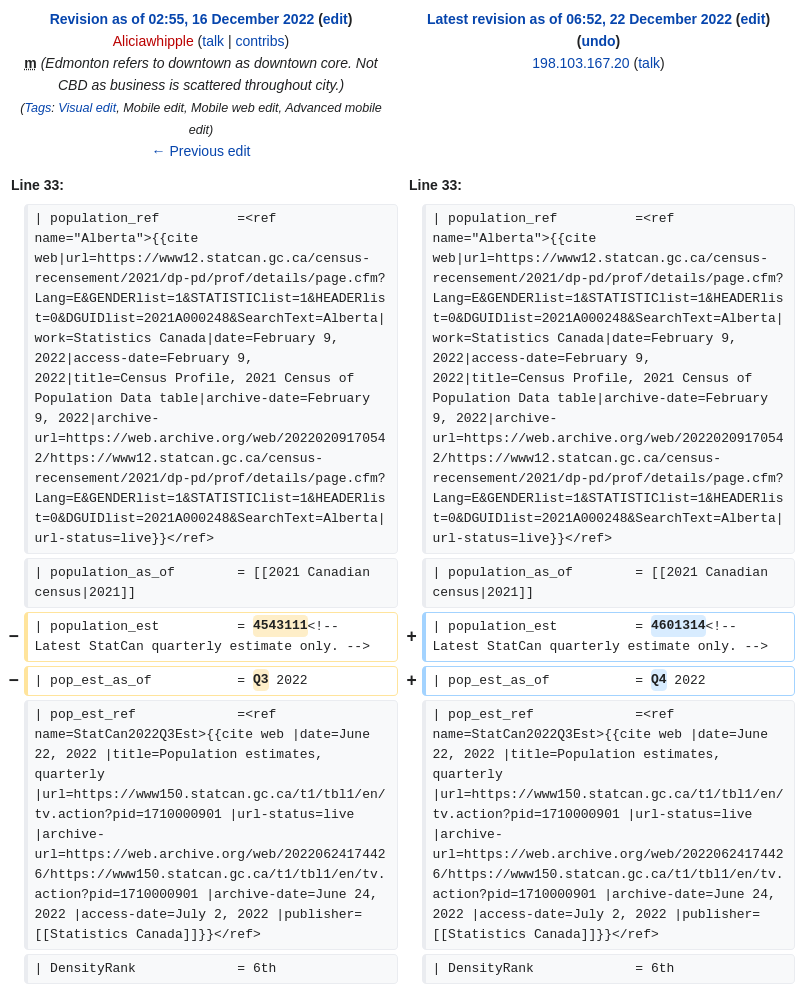 Revision as of 02:55, 16 December 2022 (edit)
Aliciawhipple (talk | contribs)
m (Edmonton refers to downtown as downtown core. Not
CBD as business is scattered throughout city.)
(Tags: Visual edit, Mobile edit, Mobile web edit, Advanced mobile
edit)
← Previous edit
Latest revision as of 06:52, 22 December 2022 (edit)
(undo)
198.103.167.20 (talk)
Line 33:
Line 33:
| population_ref          =<ref
name="Alberta">{{cite
web|url=https://www12.statcan.gc.ca/census-
recensement/2021/dp-pd/prof/details/page.cfm?
Lang=E&GENDERlist=1&STATISTIClist=1&HEADERlis
t=0&DGUIDlist=2021A000248&SearchText=Alberta|
work=Statistics Canada|date=February 9,
2022|access-date=February 9,
2022|title=Census Profile, 2021 Census of
Population Data table|archive-date=February
9, 2022|archive-
url=https://web.archive.org/web/2022020917054
2/https://www12.statcan.gc.ca/census-
recensement/2021/dp-pd/prof/details/page.cfm?
Lang=E&GENDERlist=1&STATISTIClist=1&HEADERlis
t=0&DGUIDlist=2021A000248&SearchText=Alberta|
url-status=live}}</ref>
| population_ref          =<ref
name="Alberta">{{cite
web|url=https://www12.statcan.gc.ca/census-
recensement/2021/dp-pd/prof/details/page.cfm?
Lang=E&GENDERlist=1&STATISTIClist=1&HEADERlis
t=0&DGUIDlist=2021A000248&SearchText=Alberta|
work=Statistics Canada|date=February 9,
2022|access-date=February 9,
2022|title=Census Profile, 2021 Census of
Population Data table|archive-date=February
9, 2022|archive-
url=https://web.archive.org/web/2022020917054
2/https://www12.statcan.gc.ca/census-
recensement/2021/dp-pd/prof/details/page.cfm?
Lang=E&GENDERlist=1&STATISTIClist=1&HEADERlis
t=0&DGUIDlist=2021A000248&SearchText=Alberta|
url-status=live}}</ref>
| population_as_of        = [[2021 Canadian
census|2021]]
| population_as_of        = [[2021 Canadian
census|2021]]
− | population_est          = 4543111<!--
Latest StatCan quarterly estimate only. -->
+ | population_est          = 4601314<!--
Latest StatCan quarterly estimate only. -->
− | pop_est_as_of           = Q3 2022
+ | pop_est_as_of           = Q4 2022
| pop_est_ref             =<ref
name=StatCan2022Q3Est>{{cite web |date=June
22, 2022 |title=Population estimates,
quarterly
|url=https://www150.statcan.gc.ca/t1/tbl1/en/
tv.action?pid=1710000901 |url-status=live
|archive-
url=https://web.archive.org/web/2022062417442
6/https://www150.statcan.gc.ca/t1/tbl1/en/tv.
action?pid=1710000901 |archive-date=June 24,
2022 |access-date=July 2, 2022 |publisher=
[[Statistics Canada]]}}</ref>
| pop_est_ref             =<ref
name=StatCan2022Q3Est>{{cite web |date=June
22, 2022 |title=Population estimates,
quarterly
|url=https://www150.statcan.gc.ca/t1/tbl1/en/
tv.action?pid=1710000901 |url-status=live
|archive-
url=https://web.archive.org/web/2022062417442
6/https://www150.statcan.gc.ca/t1/tbl1/en/tv.
action?pid=1710000901 |archive-date=June 24,
2022 |access-date=July 2, 2022 |publisher=
[[Statistics Canada]]}}</ref>
| DensityRank             = 6th
| DensityRank             = 6th